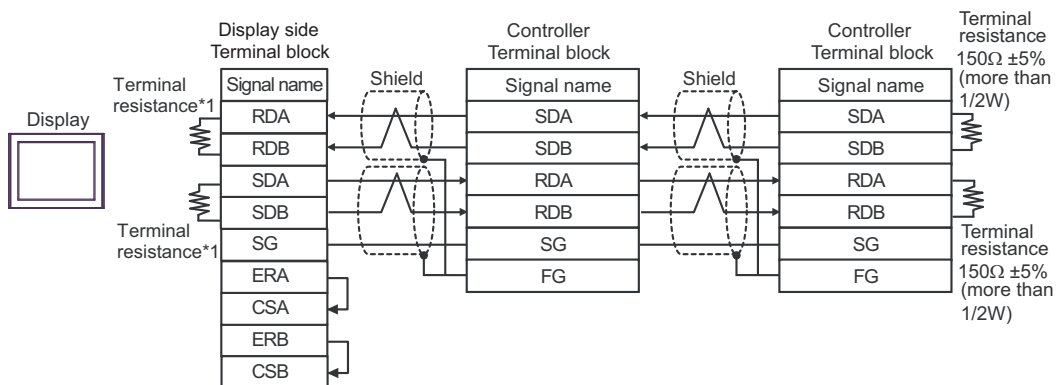 Display
Terminal
resistance*1
Terminal
resistance*1
Display side
Terminal block
Signal name
RDA
RDB
SDA
SDB
SG
ERA
CSA
ERB
CSB
Shield
Controller
Terminal block
Signal name
SDA
SDB
RDA
RDB
SG
FG
Shield
Controller
Terminal block
Signal name
SDA
SDB
RDA
RDB
SG
FG
Terminal
resistance
150Ω ±5%
(more than
1/2W)
Terminal
resistance
150Ω ±5%
(more than
1/2W)